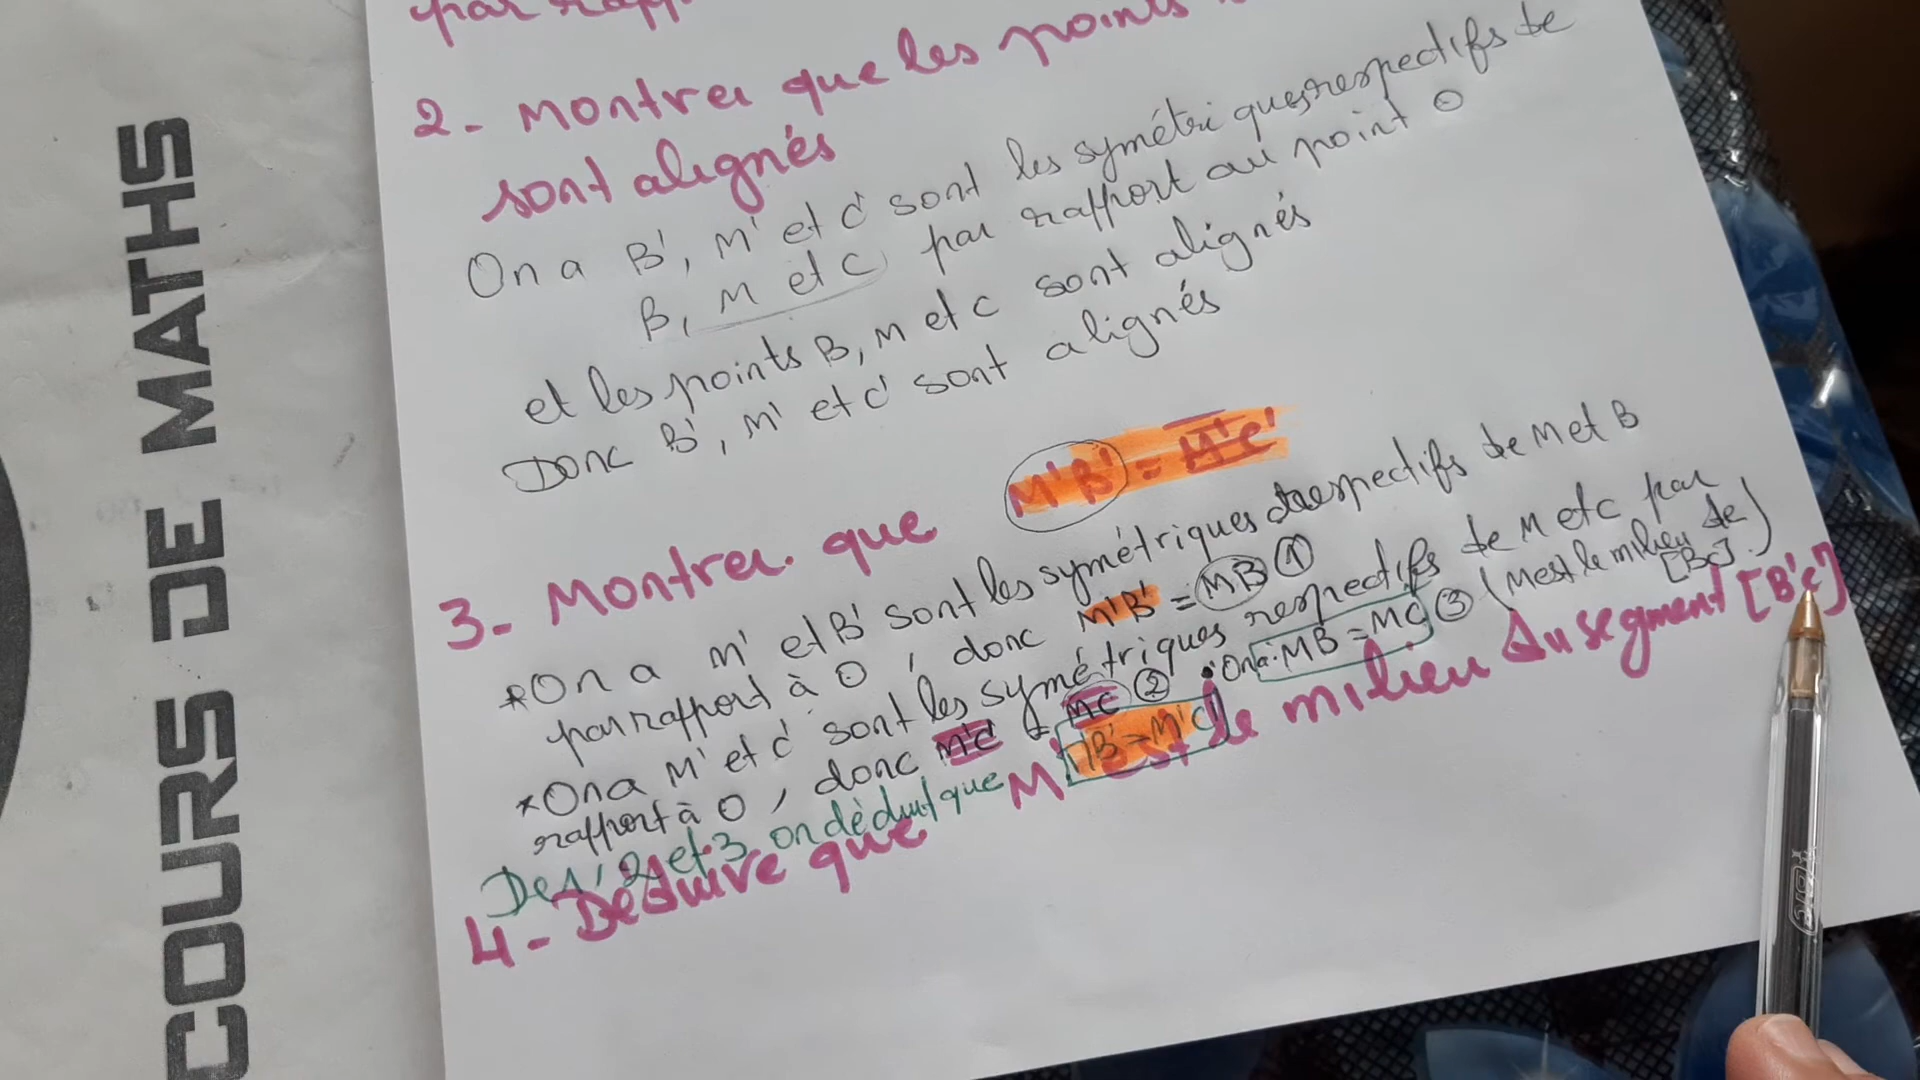 COURS DE MATHS
par rapp
2- Montrer que les points
sont alignés
On a B', M' et C' sont les symétriques respectifs de
B, M et C par rapport au point O
et les points B, M et C sont alignés
Donc B', M' et C' sont alignés
3- Montrer que M'B' = M'C'
*On a M' et B' sont les symétriques respectifs de M et B
par rapport à O, donc M'B' = MB ①
*On a M' et C' sont les symétriques respectifs de M et C par
rapport à O, donc M'C' = MC ② • On a: MB = MC ③ (M est le milieu de [BC])
De 1, 2 et 3 on déduit que M'B' = M'C'
4- Déduire que M' est le milieu du segment [B'C']